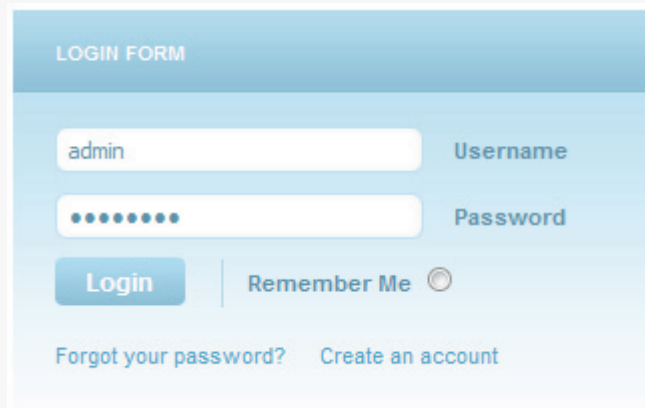 LOGIN FORM
admin Username
••••••••• Password
Login Remember Me
Forgot your password? Create an account